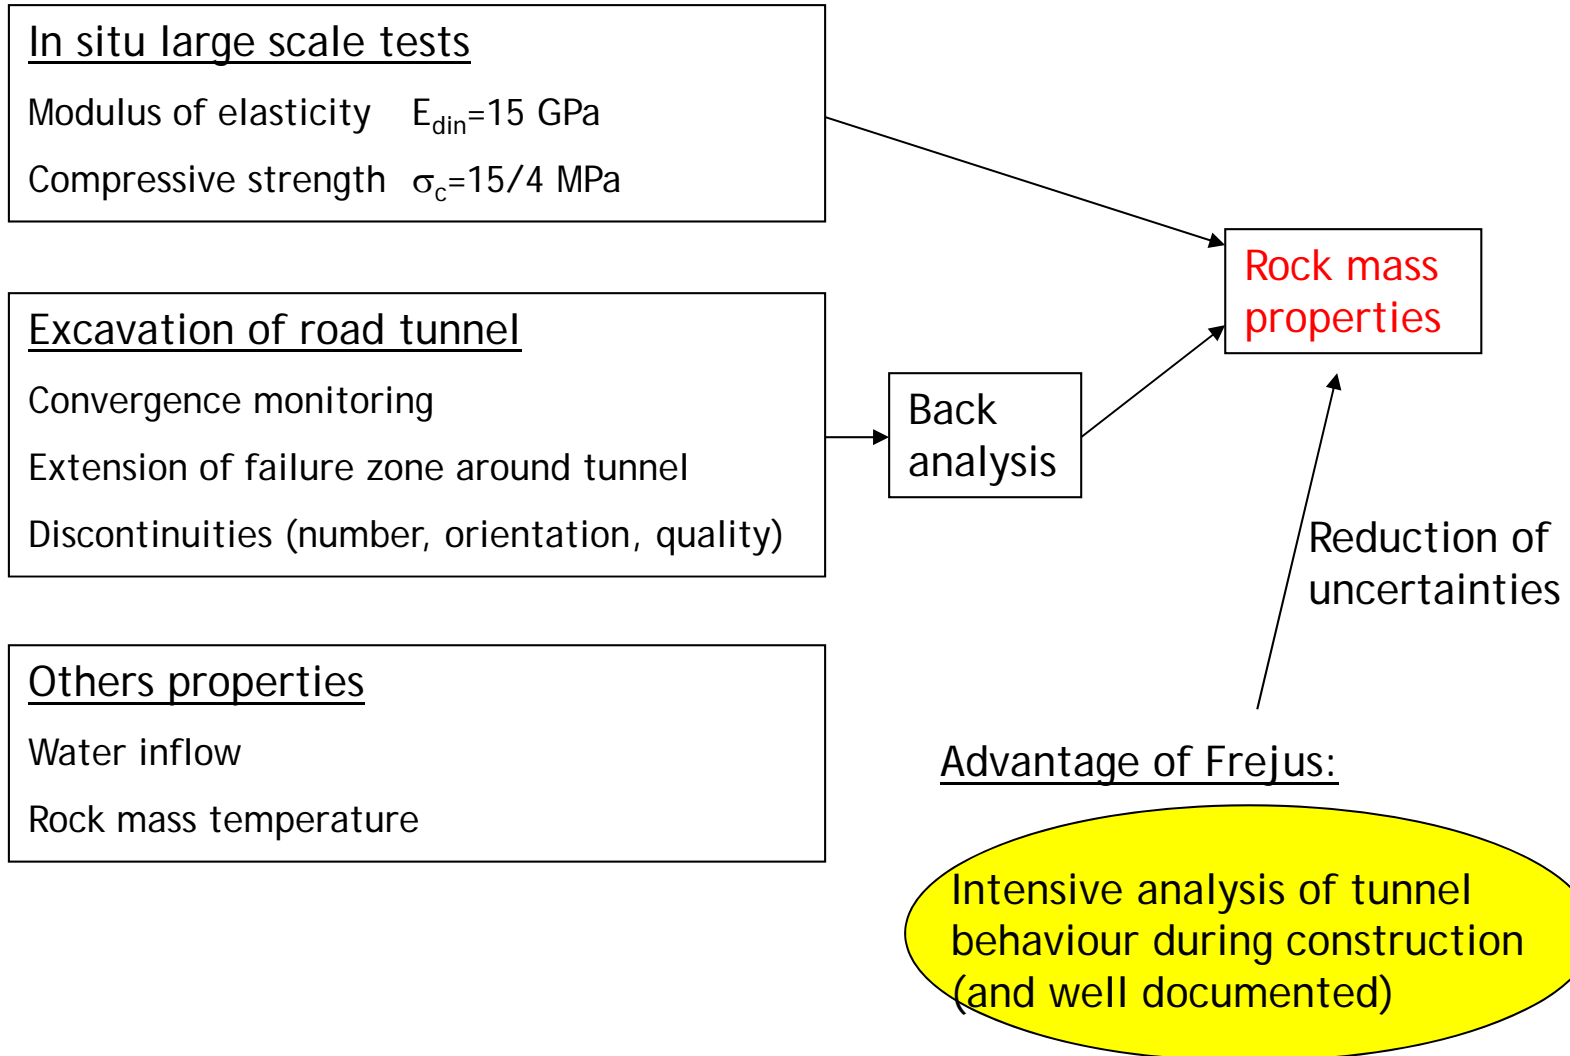 In situ large scale tests
Modulus of elasticity E_din=15 GPa
Compressive strength σ_c=15/4 MPa
Excavation of road tunnel
Convergence monitoring
Extension of failure zone around tunnel
Discontinuities (number, orientation, quality)
Others properties
Water inflow
Rock mass temperature
Back
analysis
Rock mass
properties
Reduction of
uncertainties
Advantage of Frejus:
Intensive analysis of tunnel
behaviour during construction
(and well documented)